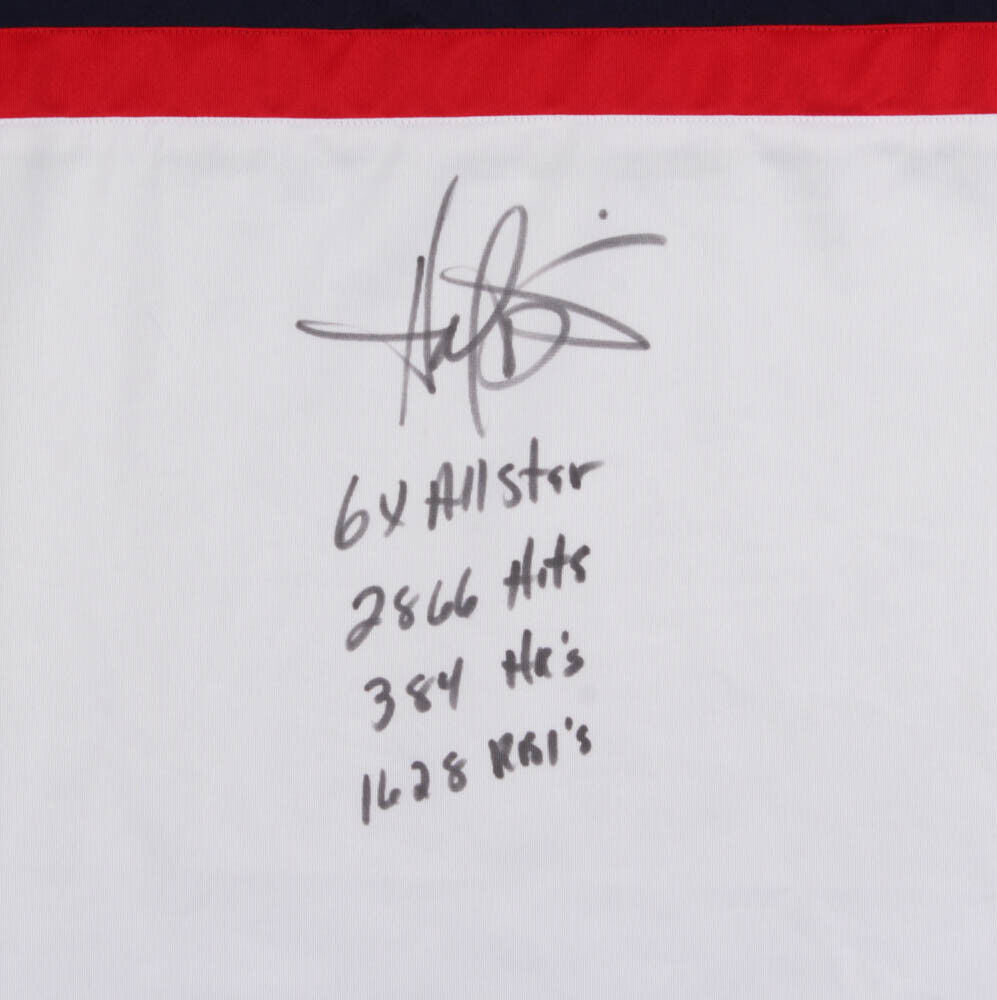 6x Allstar
2866 Hits
384 HR's
1628 RBI's